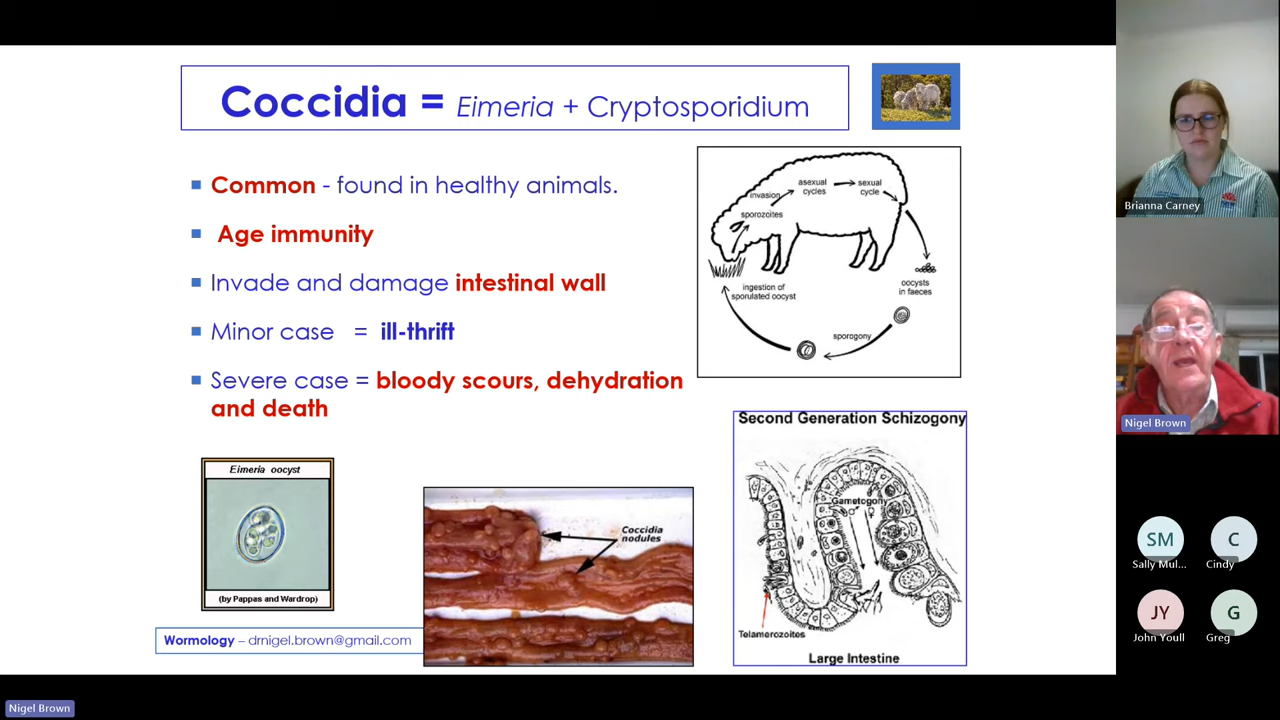 Coccidia = Eimeria + Cryptosporidium
Common - found in healthy animals.
Age immunity
Invade and damage intestinal wall
Minor case = ill-thrift
Severe case = bloody scours, dehydration
and death
invasion
asexual
cycles
sexual
cycle
sporozoites
ingestion of
sporulated oocyst
oocysts
in faeces
sporogony
Eimeria oocyst
(by Pappas and Wardrop)
Coccidia
nodules
Second Generation Schizogony
Gametogony
♂ ♀
Telamerozoites
Large Intestine
Wormology – drnigel.brown@gmail.com
Brianna Carney
Nigel Brown
SM
Sally Mul...
C
Cindy
JY
John Youll
G
Greg
Nigel Brown